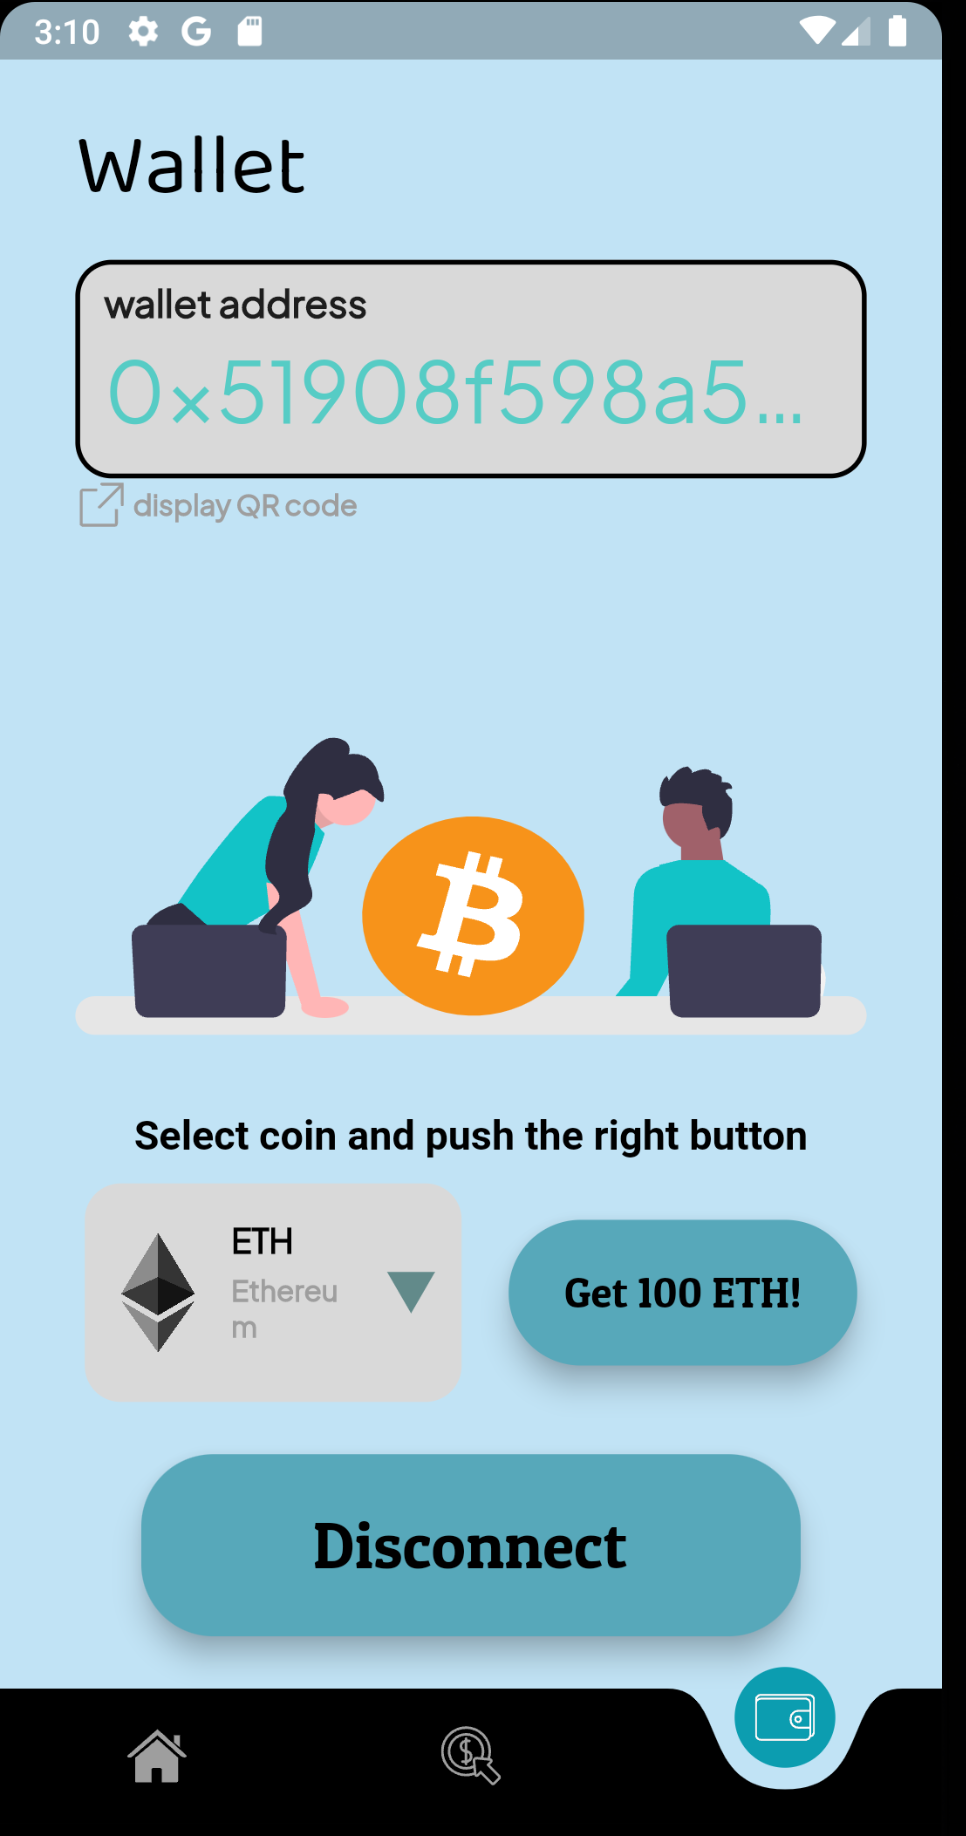 3:10
Wallet
wallet address
0x51908f598a5...
display QR code
Select coin and push the right button
ETH
Ethereu
m
Get 100 ETH!
Disconnect